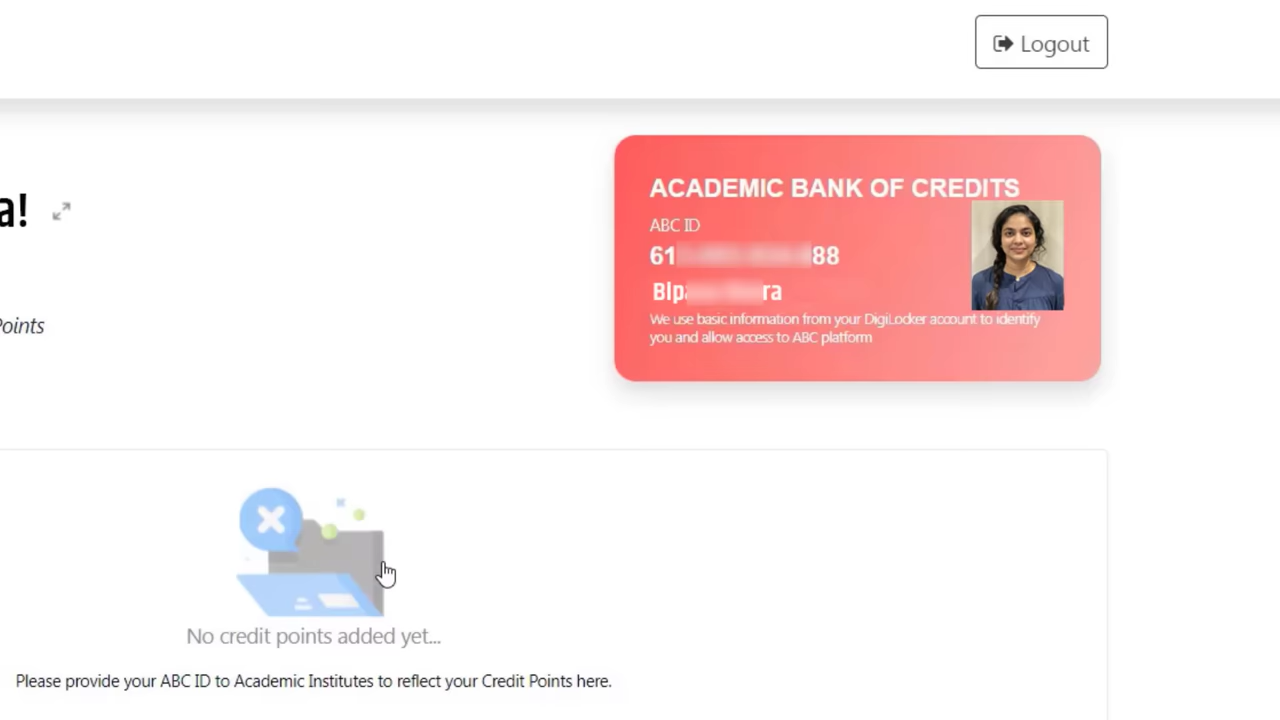 Logout
ACADEMIC BANK OF CREDITS
a!
ABC ID
61 88
ra
Points
We use basic information from your DigiLocker account to identify
you and allow access to ABC platform
No credit points added yet...
Please provide your ABC ID to Academic Institutes to reflect your Credit Points here.